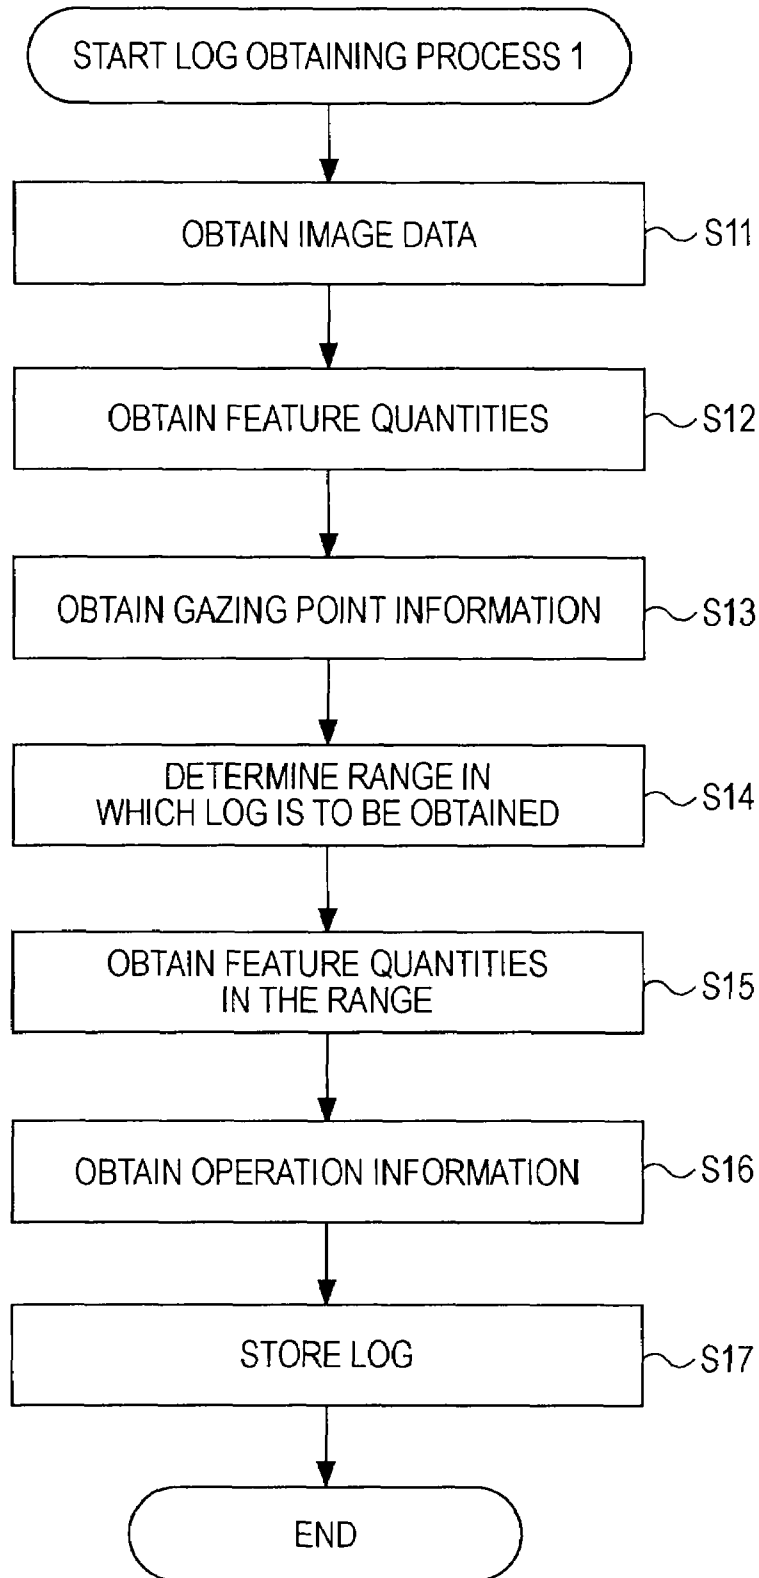 START LOG OBTAINING PROCESS 1
OBTAIN IMAGE DATA
S11
OBTAIN FEATURE QUANTITIES
S12
OBTAIN GAZING POINT INFORMATION
S13
DETERMINE RANGE IN
WHICH LOG IS TO BE OBTAINED
S14
OBTAIN FEATURE QUANTITIES
IN THE RANGE
S15
OBTAIN OPERATION INFORMATION
S16
STORE LOG
S17
END